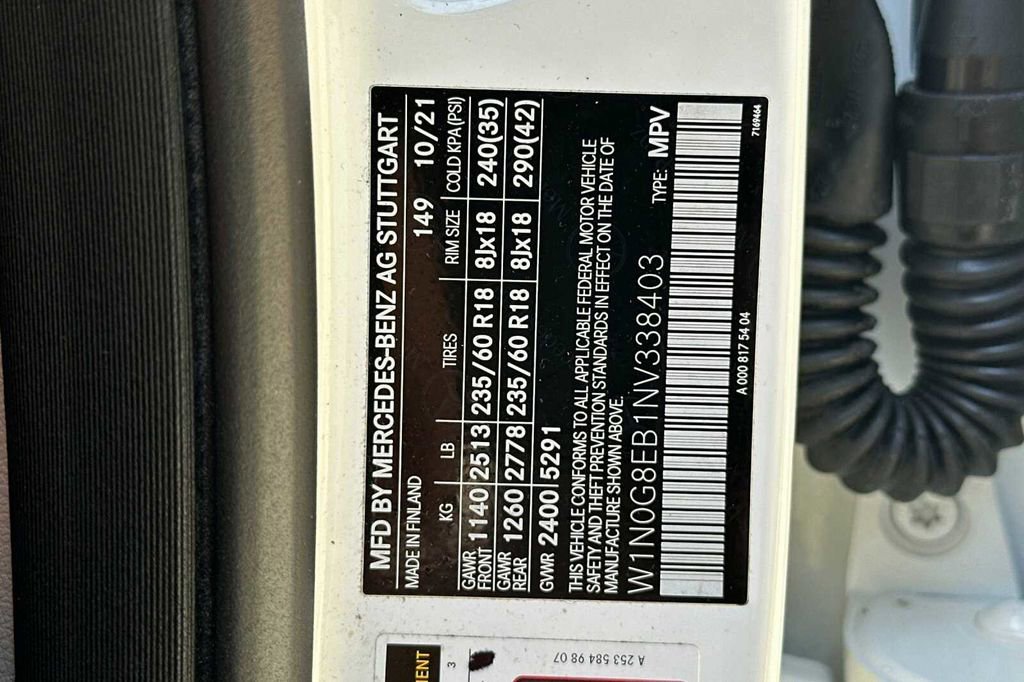 MFD BY MERCEDES-BENZ AG STUTTGART
MADE IN FINLAND 149 10/21
KG LB TIRES RIM SIZE COLD KPA(PSI)
GAWR FRONT 1140 2513 235/60 R18 8Jx18 240(35)
GAWR REAR 1260 2778 235/60 R18 8Jx18 290(42)
GVWR 2400 5291
THIS VEHICLE CONFORMS TO ALL APPLICABLE FEDERAL MOTOR VEHICLE
SAFETY AND THEFT PREVENTION STANDARDS IN EFFECT ON THE DATE OF
MANUFACTURE SHOWN ABOVE.
W1N0G8EB1NV338403 TYPE: MPV
A 000 817 54 04 7169464
3
A 253 584 98 07